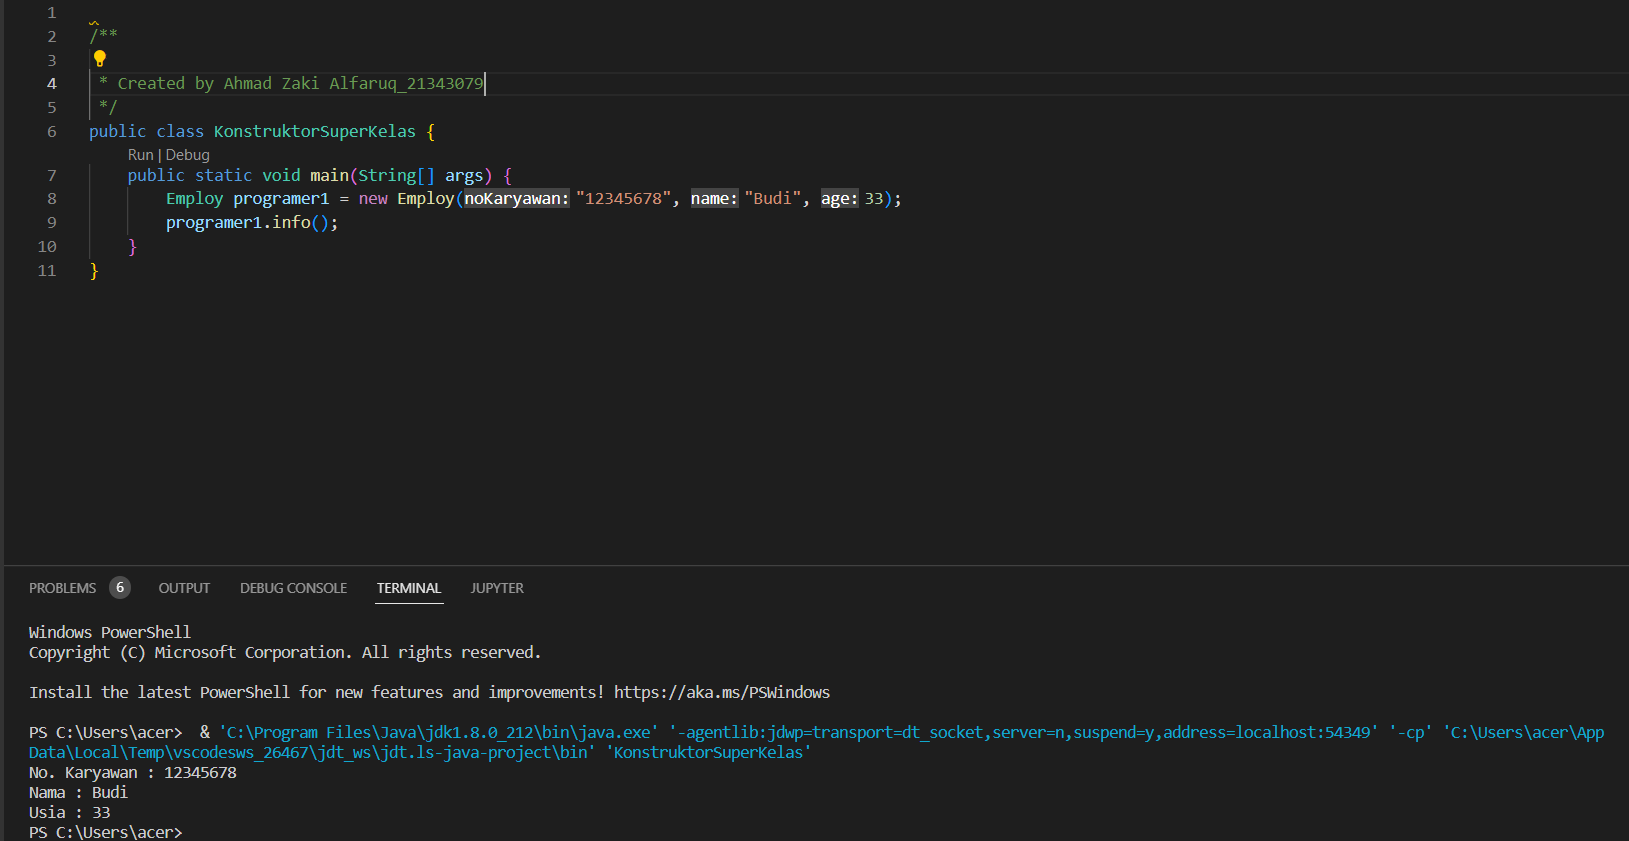 1
2 /**
3
4 * Created by Ahmad Zaki Alfaruq_21343079
5 */
6 public class KonstruktorSuperKelas {
Run | Debug
7 public static void main(String[] args) {
8 Employ programer1 = new Employ(noKaryawan: "12345678", name: "Budi", age: 33);
9 programer1.info();
10 }
11 }
PROBLEMS 6 OUTPUT DEBUG CONSOLE TERMINAL JUPYTER
Windows PowerShell
Copyright (C) Microsoft Corporation. All rights reserved.
Install the latest PowerShell for new features and improvements! https://aka.ms/PSWindows
PS C:\Users\acer>  & 'C:\Program Files\Java\jdk1.8.0_212\bin\java.exe' '-agentlib:jdwp=transport=dt_socket,server=n,suspend=y,address=localhost:54349' '-cp' 'C:\Users\acer\App
Data\Local\Temp\vscodesws_26467\jdt_ws\jdt.ls-java-project\bin' 'KonstruktorSuperKelas'
No. Karyawan : 12345678
Nama : Budi
Usia : 33
PS C:\Users\acer>